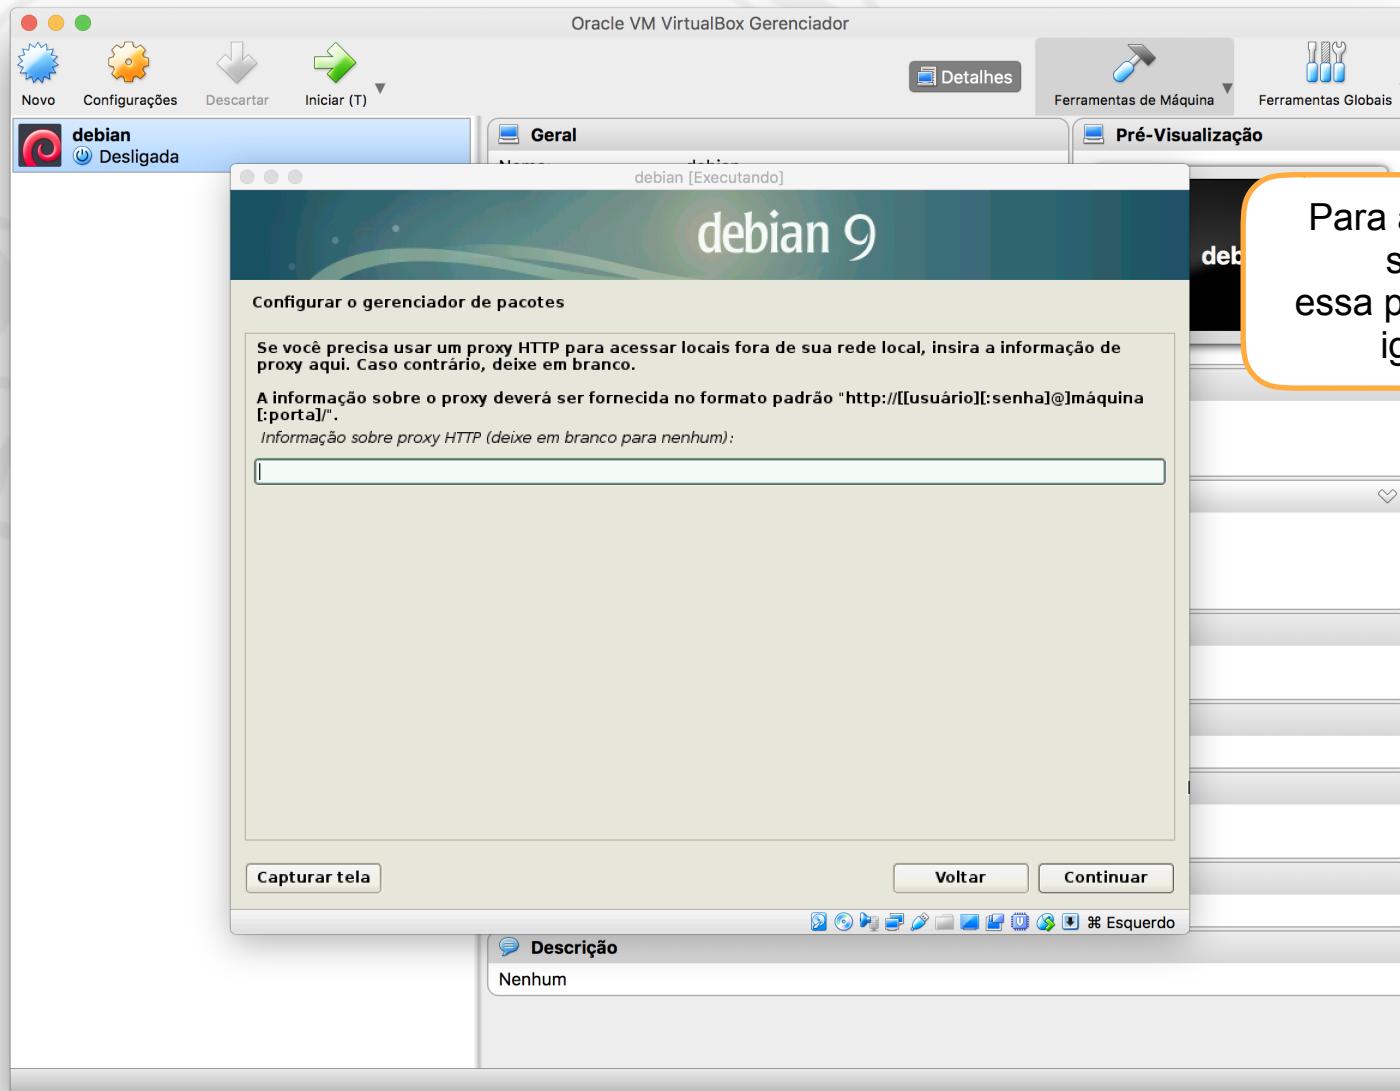 Oracle VM VirtualBox Gerenciador
Novo
Configurações
Descartar
Iniciar (T)
Detalhes
Ferramentas de Máquina
Ferramentas Globais
debian
Desligada
Geral
Pré-Visualização
debian [Executando]
debian 9
Para
essa
Configurar o gerenciador de pacotes
Se você precisa usar um proxy HTTP para acessar locais fora de sua rede local, insira a informação de
proxy aqui. Caso contrário, deixe em branco.
A informação sobre o proxy deverá ser fornecida no formato padrão "http://[[usuário][:senha]@]máquina
[:porta]/".
Informação sobre proxy HTTP (deixe em branco para nenhum):
Capturar tela
Voltar
Continuar
⌘ Esquerdo
Descrição
Nenhum